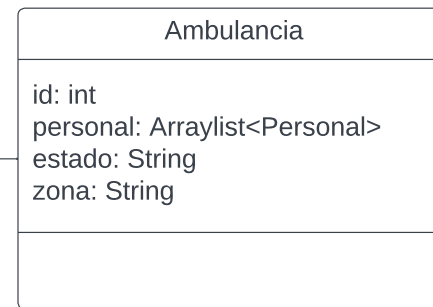 Ambulancia
id: int
personal: Arraylist<Personal>
estado: String
zona: String